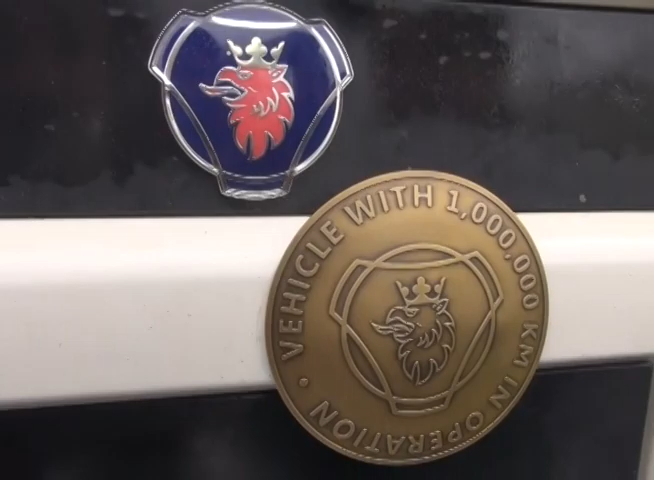 VEHICLE WITH 1,000,000 KM IN OPERATION •